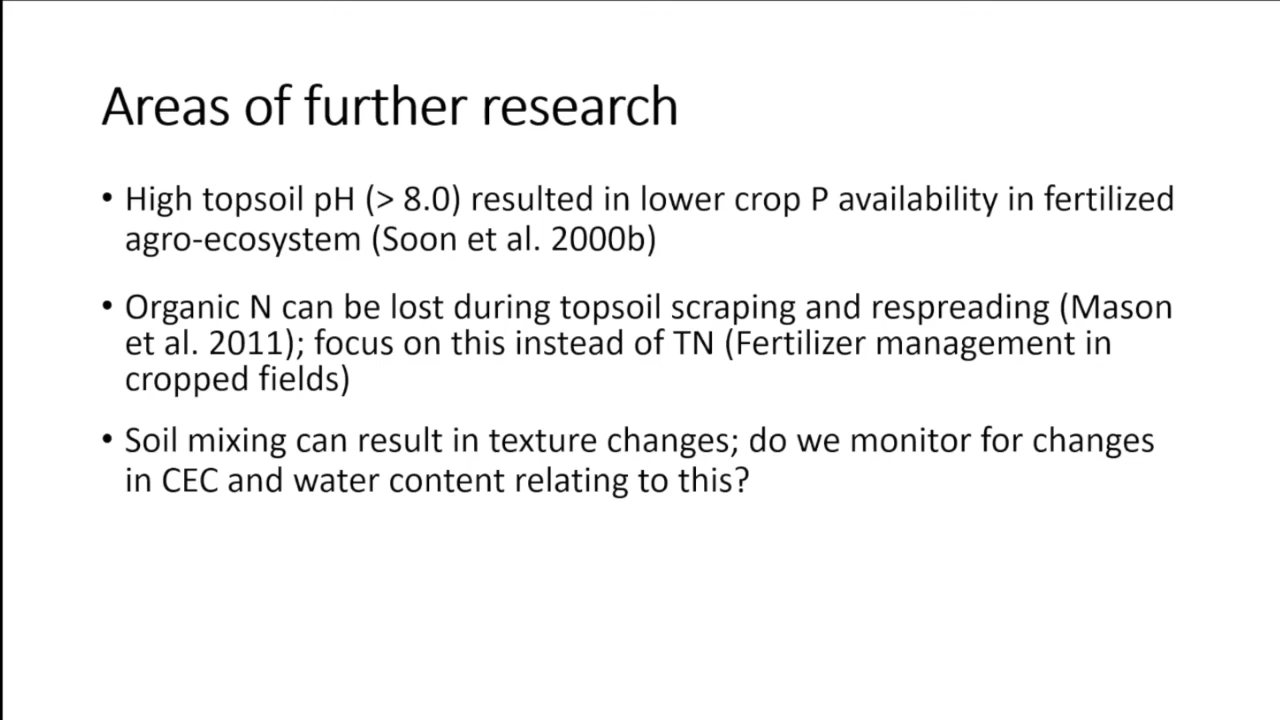 Areas of further research
• High topsoil pH (> 8.0) resulted in lower crop P availability in fertilized
agro-ecosystem (Soon et al. 2000b)
• Organic N can be lost during topsoil scraping and respreading (Mason
et al. 2011); focus on this instead of TN (Fertilizer management in
cropped fields)
• Soil mixing can result in texture changes; do we monitor for changes
in CEC and water content relating to this?